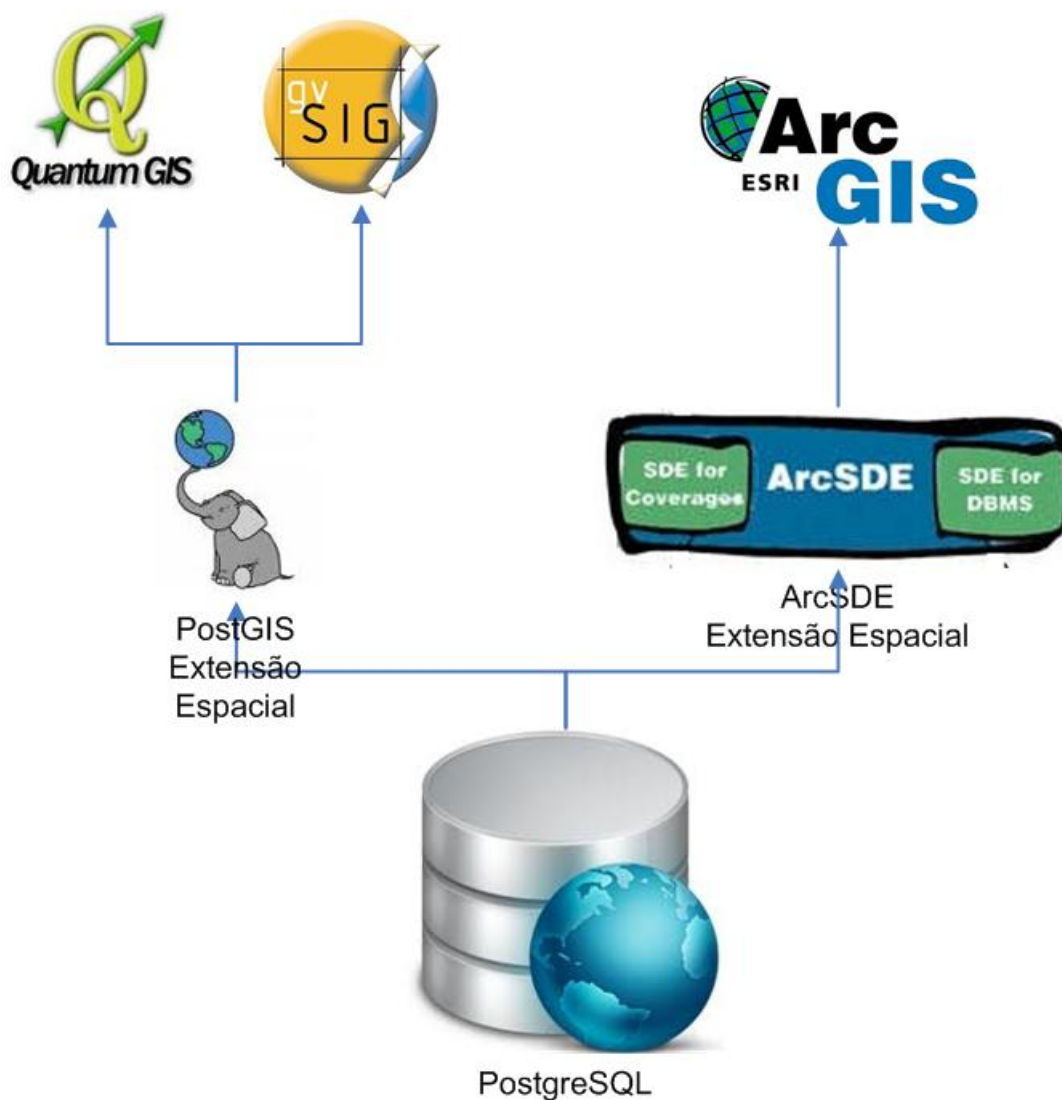 Quantum GIS
gv
SIG
Arc
ESRI
GIS
SDE for
Coverages
ArcSDE
SDE for
DBMS
PostGIS
Extensão
Espacial
ArcSDE
Extensão Espacial
PostgreSQL